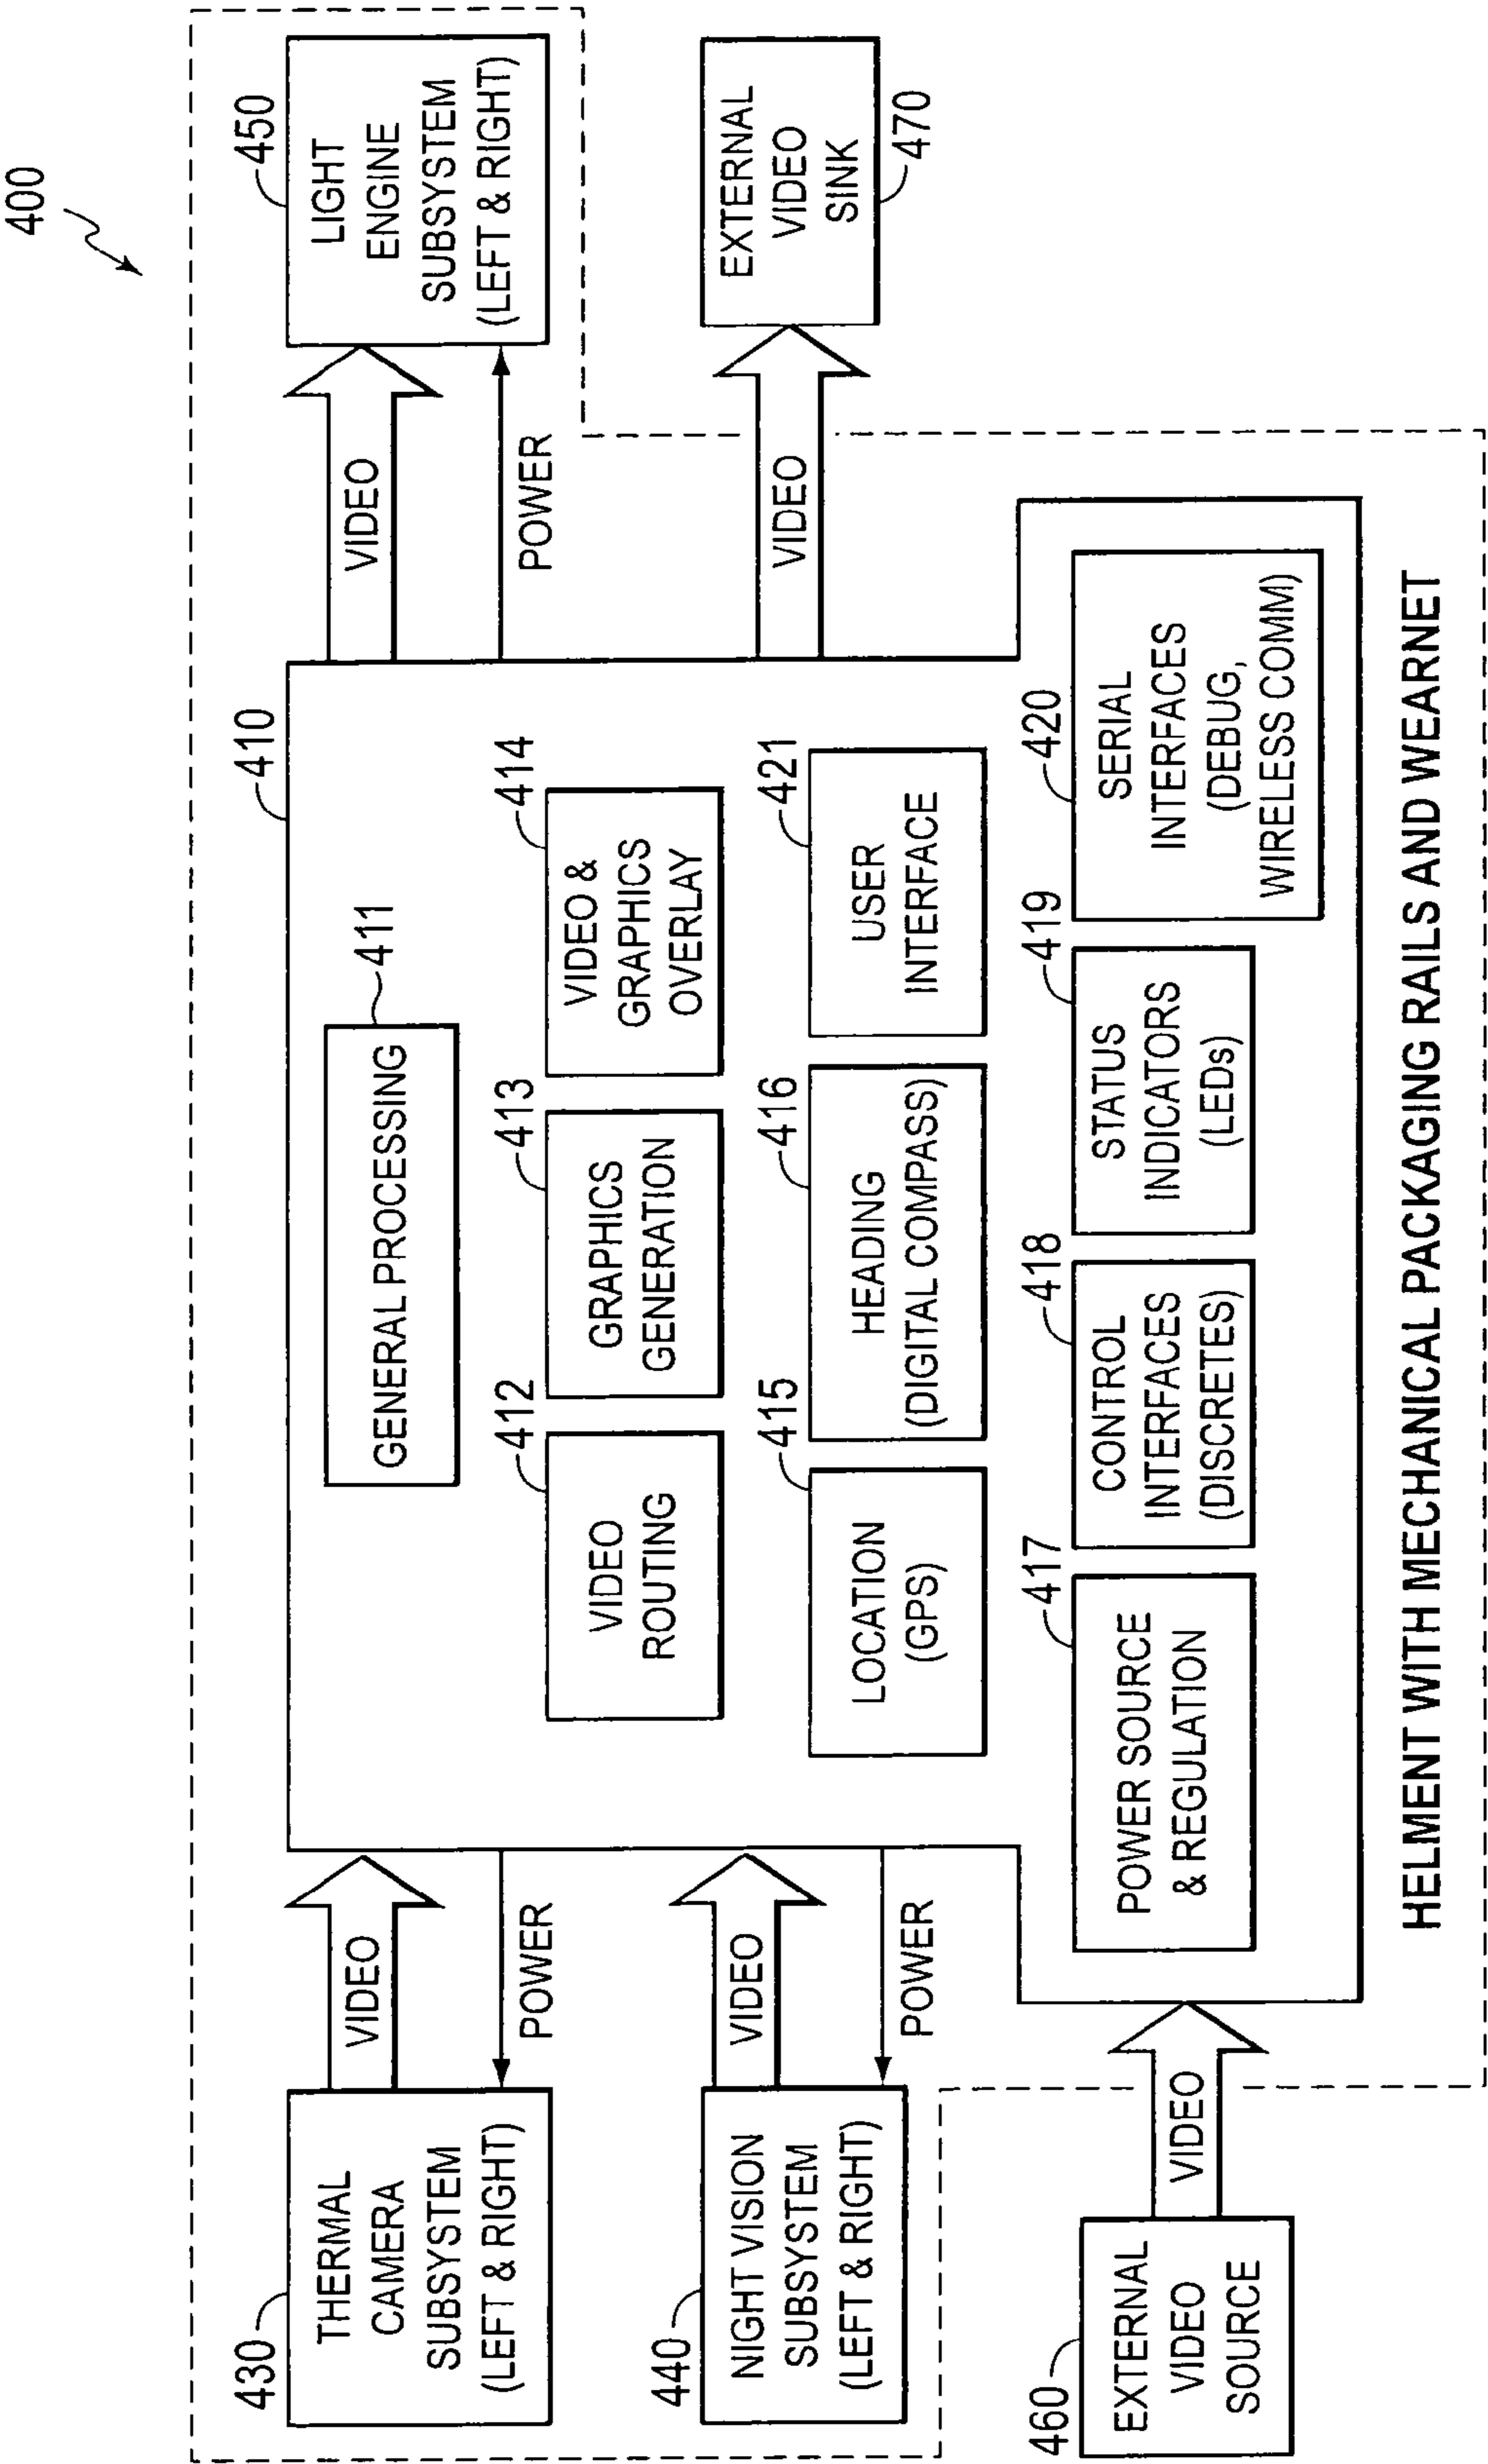 400
430
THERMAL
CAMERA
SUBSYSTEM
(LEFT & RIGHT)
VIDEO
POWER
440
NIGHT VISION
SUBSYSTEM
(LEFT & RIGHT)
VIDEO
POWER
460
EXTERNAL
VIDEO
SOURCE
VIDEO
410
GENERAL PROCESSING
411
412
VIDEO
ROUTING
413
GRAPHICS
GENERATION
414
VIDEO &
GRAPHICS
OVERLAY
415
LOCATION
(GPS)
416
HEADING
(DIGITAL COMPASS)
421
USER
INTERFACE
417
POWER SOURCE
& REGULATION
418
CONTROL
INTERFACES
(DISCRETES)
419
STATUS
INDICATORS
(LEDs)
420
SERIAL
INTERFACES
(DEBUG,
WIRELESS COMM)
VIDEO
POWER
450
LIGHT
ENGINE
SUBSYSTEM
(LEFT & RIGHT)
VIDEO
EXTERNAL
VIDEO
SINK
470
HELMENT WITH MECHANICAL PACKAGING RAILS AND WEARNET